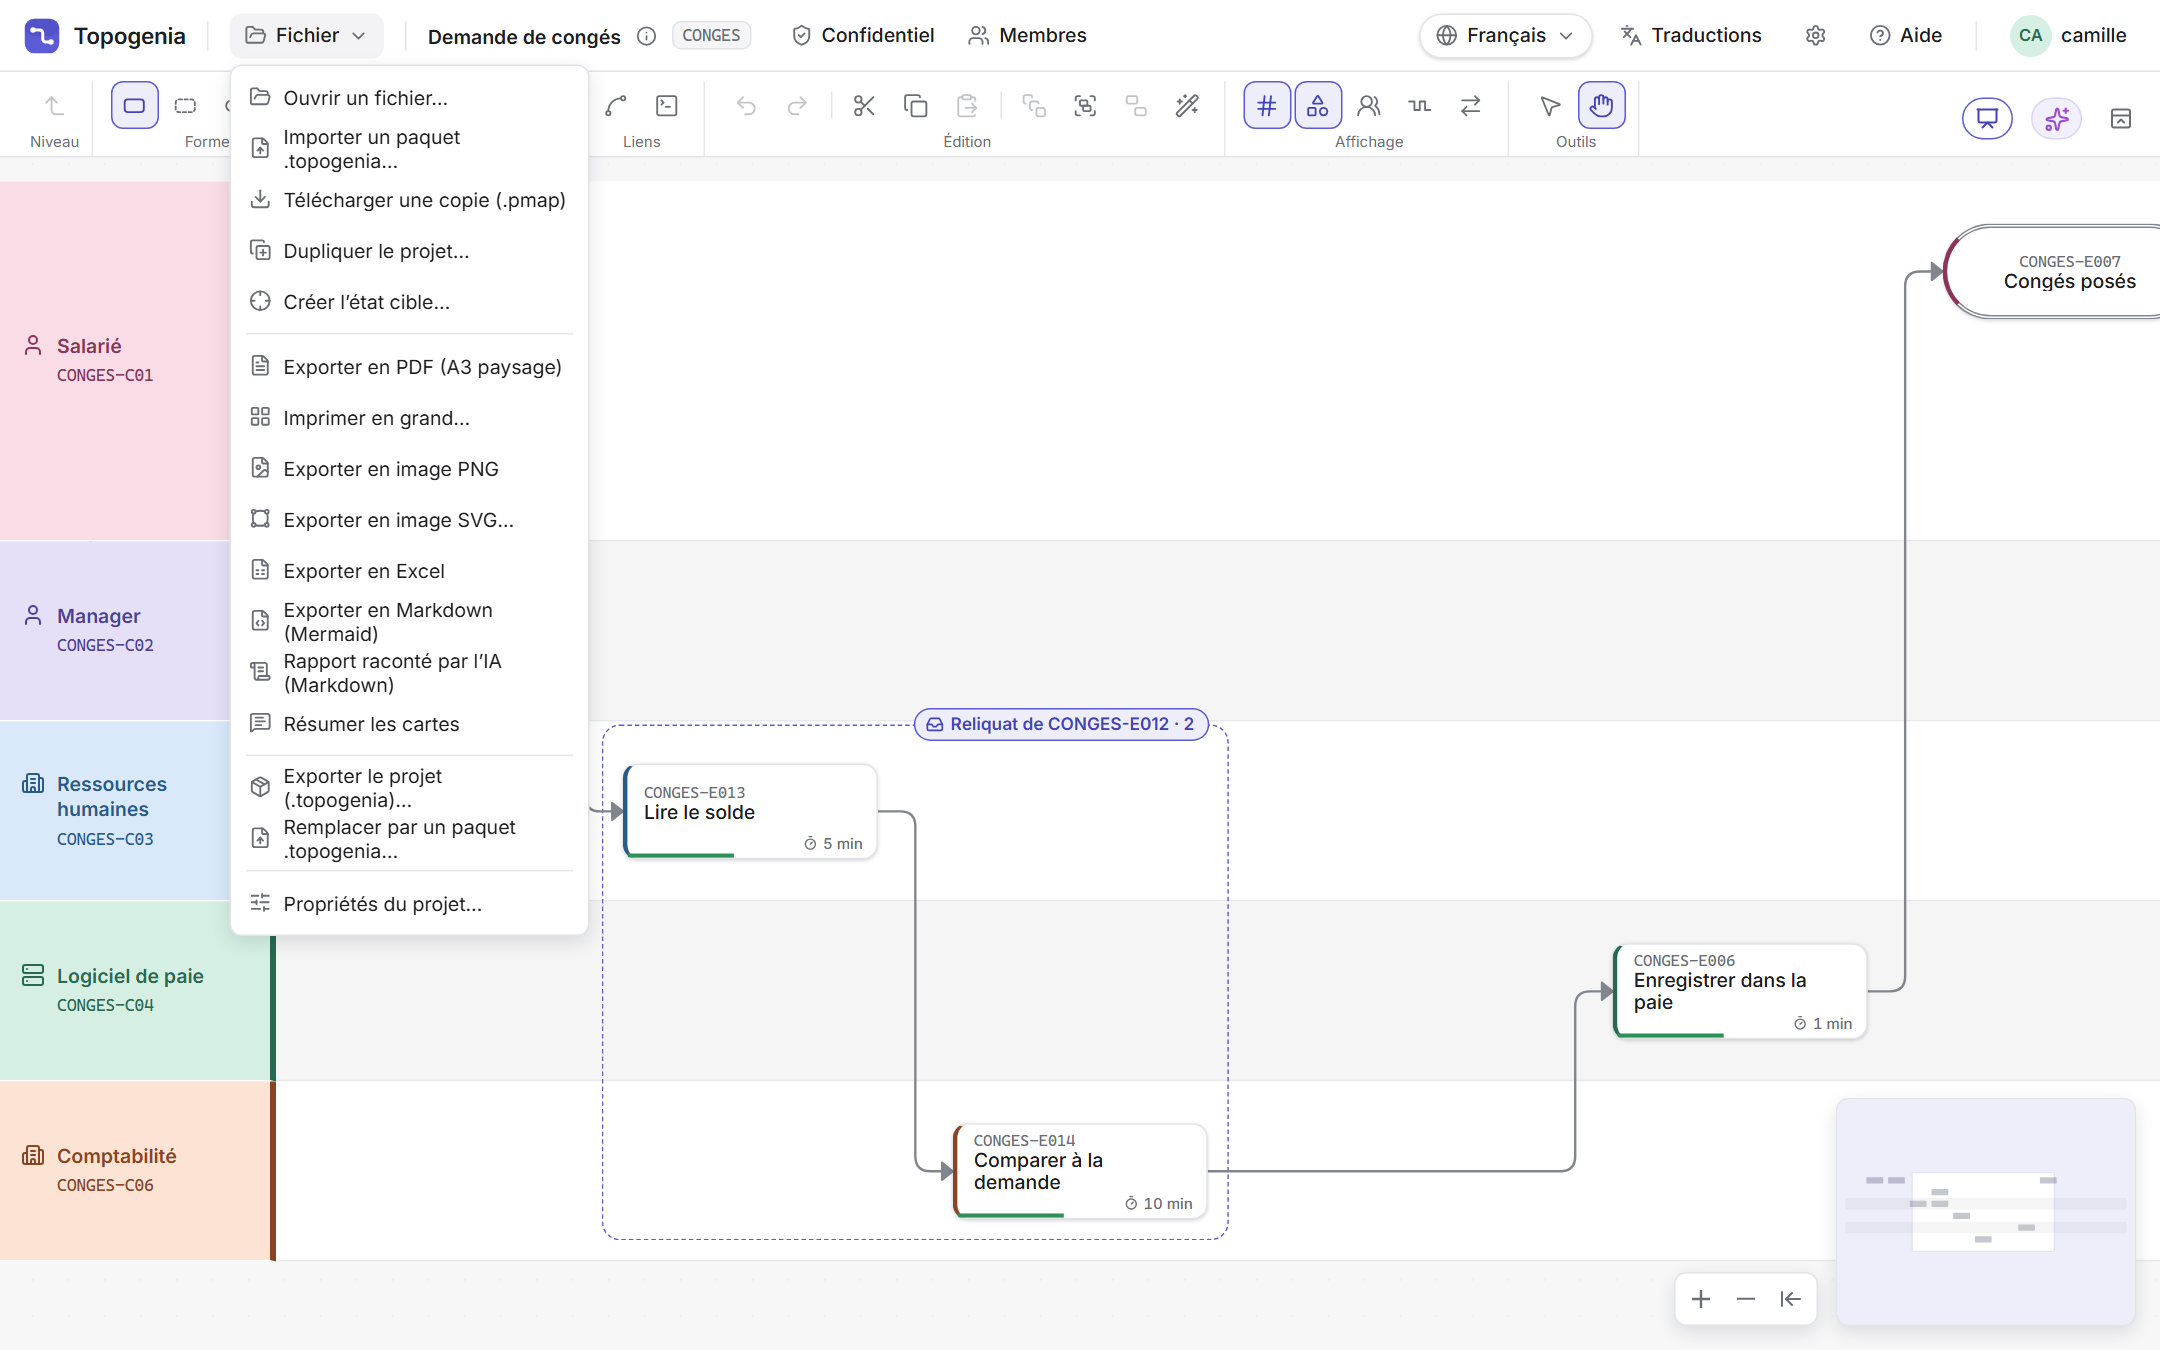 Topogenia
Fichier
Demande de congés
CONGES
Confidentiel
Membres
Français
Traductions
Aide
CA
camille
Niveau
Forme
Liens
Édition
Affichage
Outils
Ouvrir un fichier...
Importer un paquet
.topogenia...
Télécharger une copie (.pmap)
Dupliquer le projet...
Créer l’état cible...
Exporter en PDF (A3 paysage)
Imprimer en grand...
Exporter en image PNG
Exporter en image SVG...
Exporter en Excel
Exporter en Markdown
(Mermaid)
Rapport raconté par l’IA
(Markdown)
Résumer les cartes
Exporter le projet
(.topogenia)...
Remplacer par un paquet
.topogenia...
Propriétés du projet...
Salarié
CONGES-C01
Manager
CONGES-C02
Ressources
humaines
CONGES-C03
Logiciel de paie
CONGES-C04
Comptabilité
CONGES-C06
CONGES-E007
Congés posés
Reliquat de CONGES-E012 · 2
CONGES-E013
Lire le solde
5 min
CONGES-E006
Enregistrer dans la
paie
1 min
CONGES-E014
Comparer à la
demande
10 min